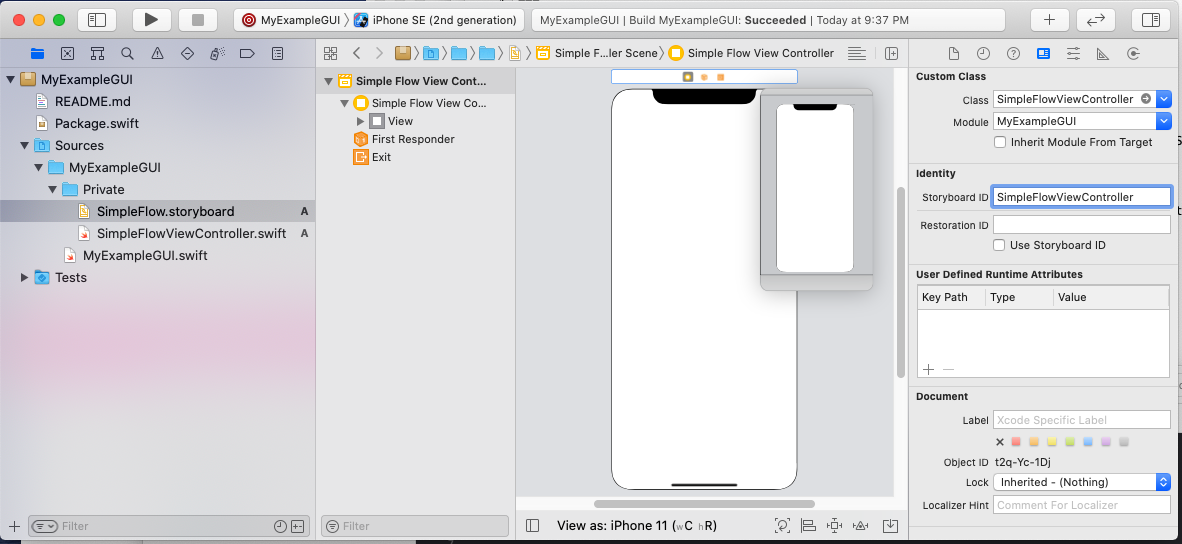 MyExampleGUI
iPhone SE (2nd generation)
MyExampleGUI | Build MyExampleGUI: Succeeded | Today at 9:37 PM
Simple F...ler Scene
Simple Flow View Controller
MyExampleGUI
README.md
Package.swift
Sources
MyExampleGUI
Private
SimpleFlow.storyboard A
SimpleFlowViewController.swift A
MyExampleGUI.swift
Tests
Filter
Simple Flow View Cont...
Simple Flow View Co...
View
First Responder
Exit
Filter
View as: iPhone 11 (wC hR)
Custom Class
Class SimpleFlowViewController
Module MyExampleGUI
Inherit Module From Target
Identity
Storyboard ID SimpleFlowViewController
Restoration ID
Use Storyboard ID
User Defined Runtime Attributes
Key Path Type Value
Document
Label Xcode Specific Label
Object ID t2q-Yc-1Dj
Lock Inherited - (Nothing)
Localizer Hint Comment For Localizer